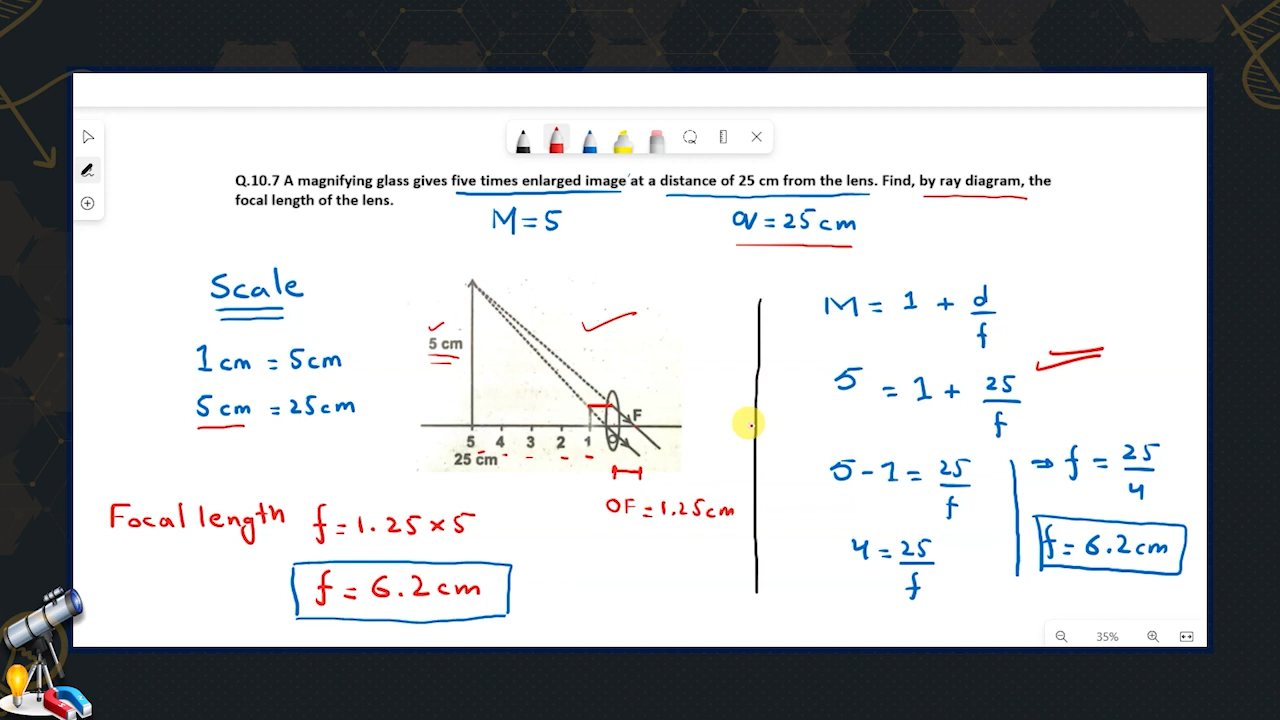 Q.10.7 A magnifying glass gives five times enlarged image at a distance of 25 cm from the lens. Find, by ray diagram, the
focal length of the lens.
M = 5
q = 25 cm
Scale
1 cm = 5 cm
5 cm = 25 cm
5 cm
F
5 4 3 2 1 O
25 cm
OF = 1.25 cm
Focal length f = 1.25 × 5
f = 6.2 cm
M = 1 + d/f
5 = 1 + 25/f
5 - 1 = 25/f
4 = 25/f
⇒ f = 25/4
f = 6.2 cm
35%